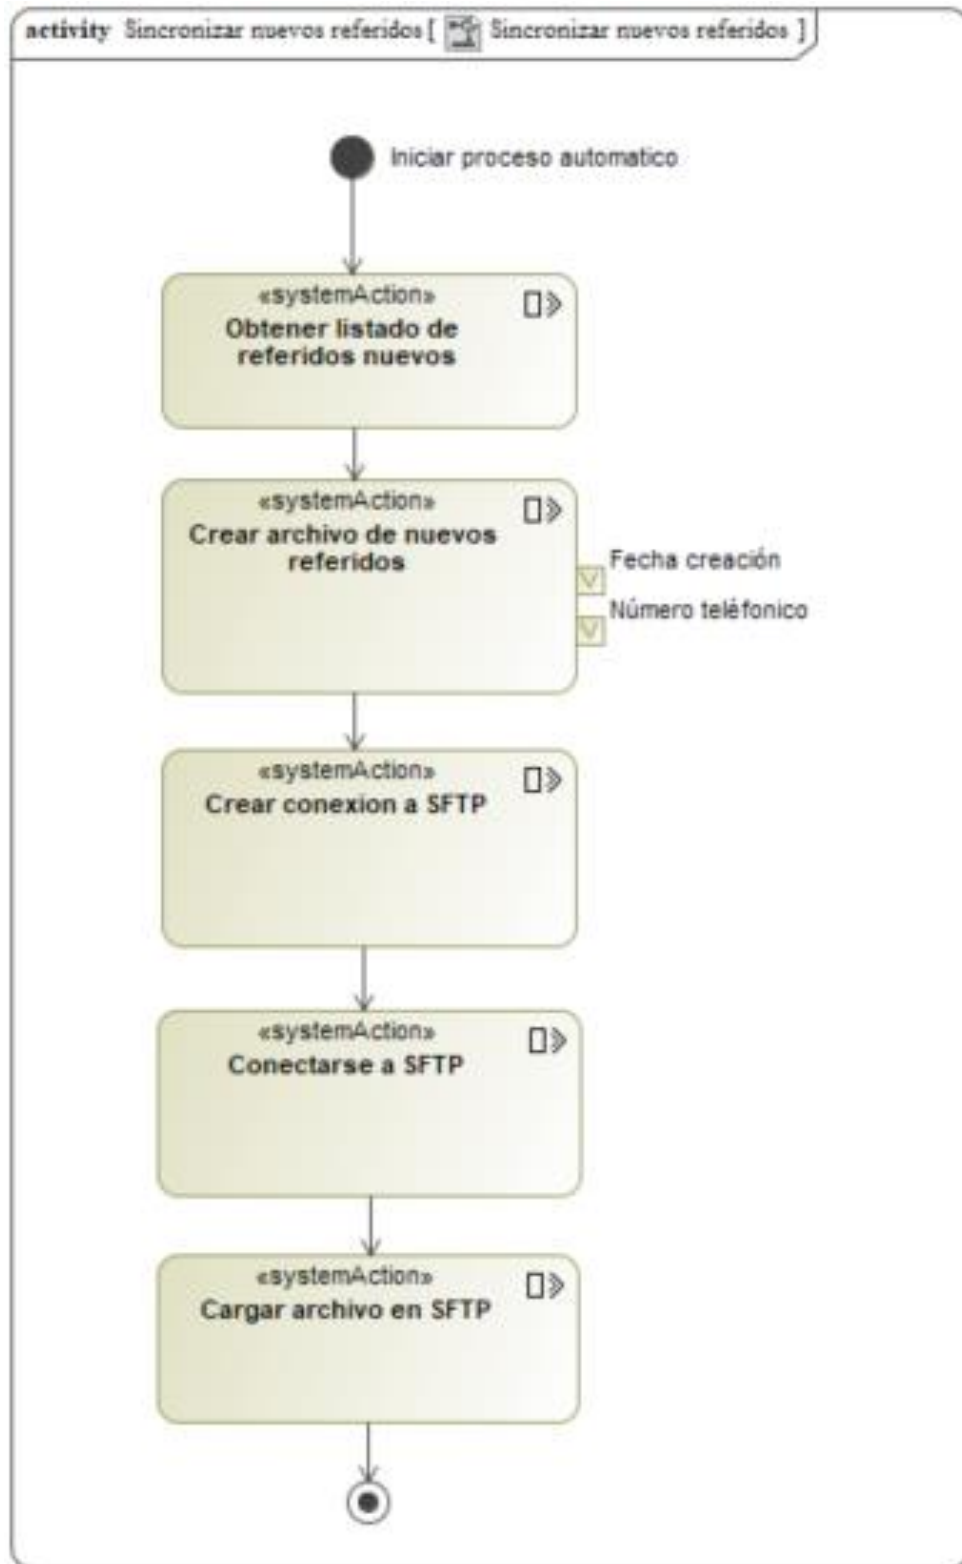 activity Sincronizar nuevos referidos [ Sincronizar nuevos referidos ]
Iniciar proceso automatico
«systemAction»
Obtener listado de
referidos nuevos
«systemAction»
Crear archivo de nuevos
referidos
Fecha creación
Número teléfonico
«systemAction»
Crear conexion a SFTP
«systemAction»
Conectarse a SFTP
«systemAction»
Cargar archivo en SFTP